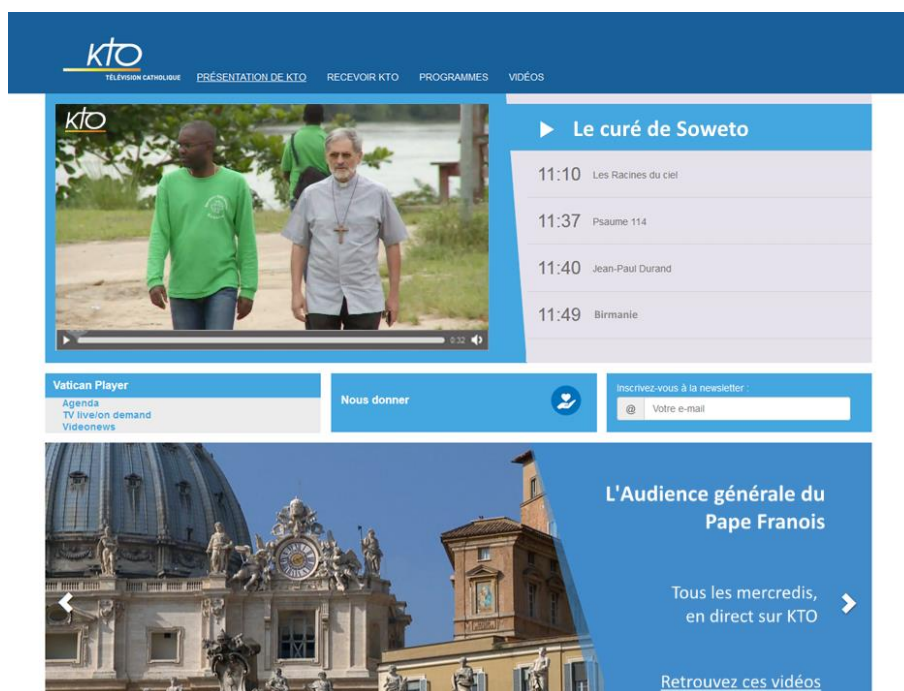 kto
TÉLÉVISION CATHOLIQUE
PRÉSENTATION DE KTO RECEVOIR KTO PROGRAMMES VIDÉOS
kto
Le curé de Soweto
11:10 Les Racines du ciel
11:37 Psaume 114
11:40 Jean-Paul Durand
11:49 Birmanie
0:32
Vatican Player
Agenda
TV live/on demand
Videonews
Nous donner
Inscrivez-vous à la newsletter :
@ Votre e-mail
L'Audience générale du
Pape Franois
Tous les mercredis,
en direct sur KTO
Retrouvez ces vidéos